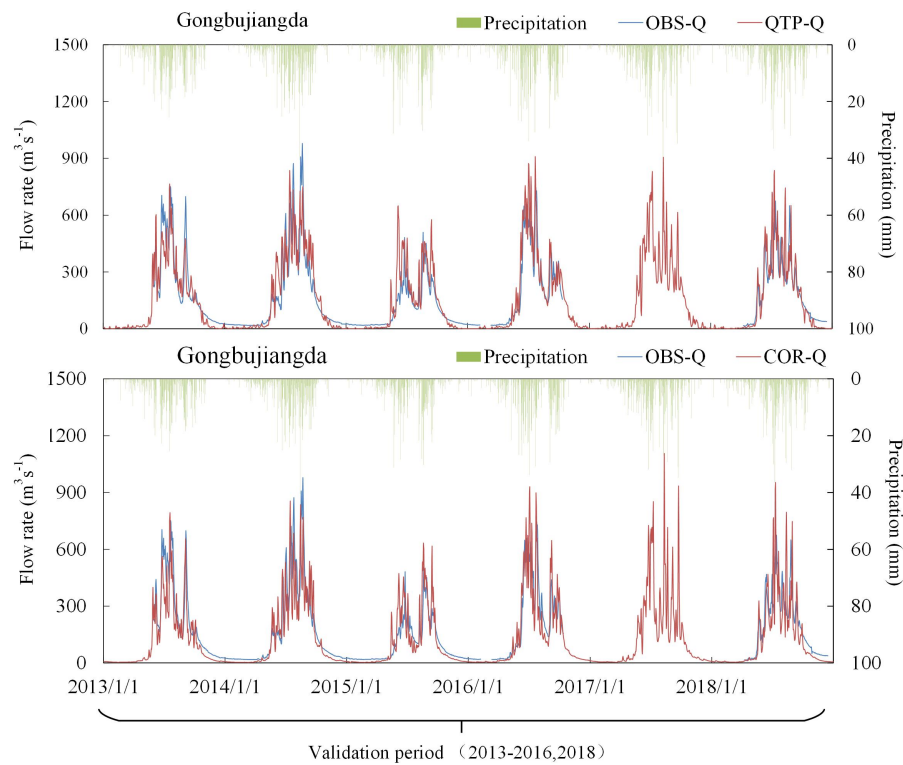 Gongbujiangda Precipitation OBS-Q QTP-Q
1500 0
1200 20
900 40
600 60
300 80
0 100
Flow rate (m³ s⁻¹)
Precipitation (mm)
Gongbujiangda Precipitation OBS-Q COR-Q
1500 0
1200 20
900 40
600 60
300 80
0 100
Flow rate (m³ s⁻¹)
Precipitation (mm)
2013/1/1 2014/1/1 2015/1/1 2016/1/1 2017/1/1 2018/1/1
Validation period （2013-2016,2018）